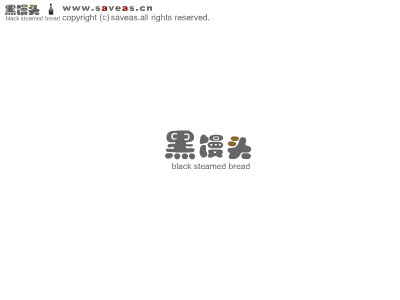 黑馒头
www.saveas.cn
black steamed bread copyright (c) saveas.all rights reserved.
黑馒头
black steamed bread